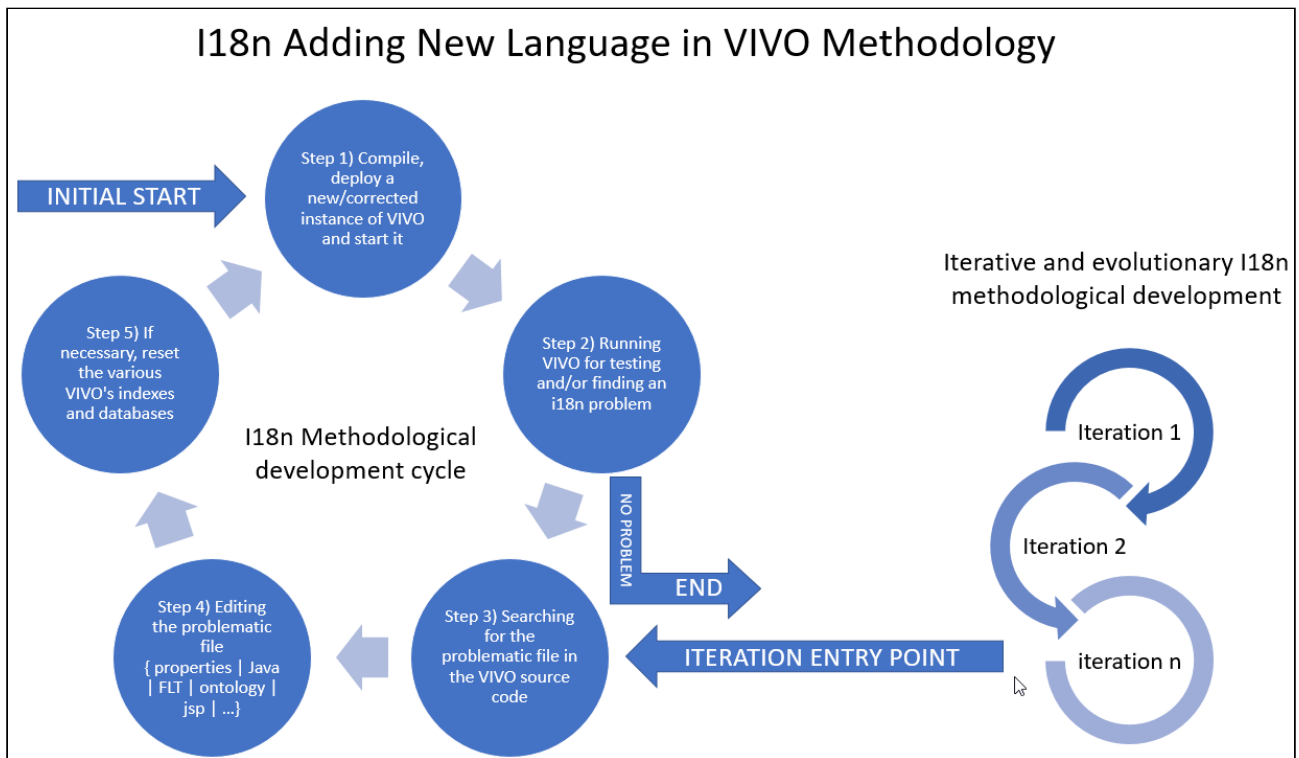 I18n Adding New Language in VIVO Methodology
INITIAL START
Step 1) Compile,
deploy a
new/corrected
instance of VIVO
and start it
Step 2) Running
VIVO for testing
and/or finding an
i18n problem
NO PROBLEM
END
Step 3) Searching
for the
problematic file in
the VIVO source
code
ITERATION ENTRY POINT
Step 4) Editing
the problematic
file
{ properties | Java
| FLT | ontology |
jsp | ...}
Step 5) If
necessary, reset
the various
VIVO's indexes
and databases
I18n Methodological
development cycle
Iterative and evolutionary I18n
methodological development
Iteration 1
Iteration 2
iteration n